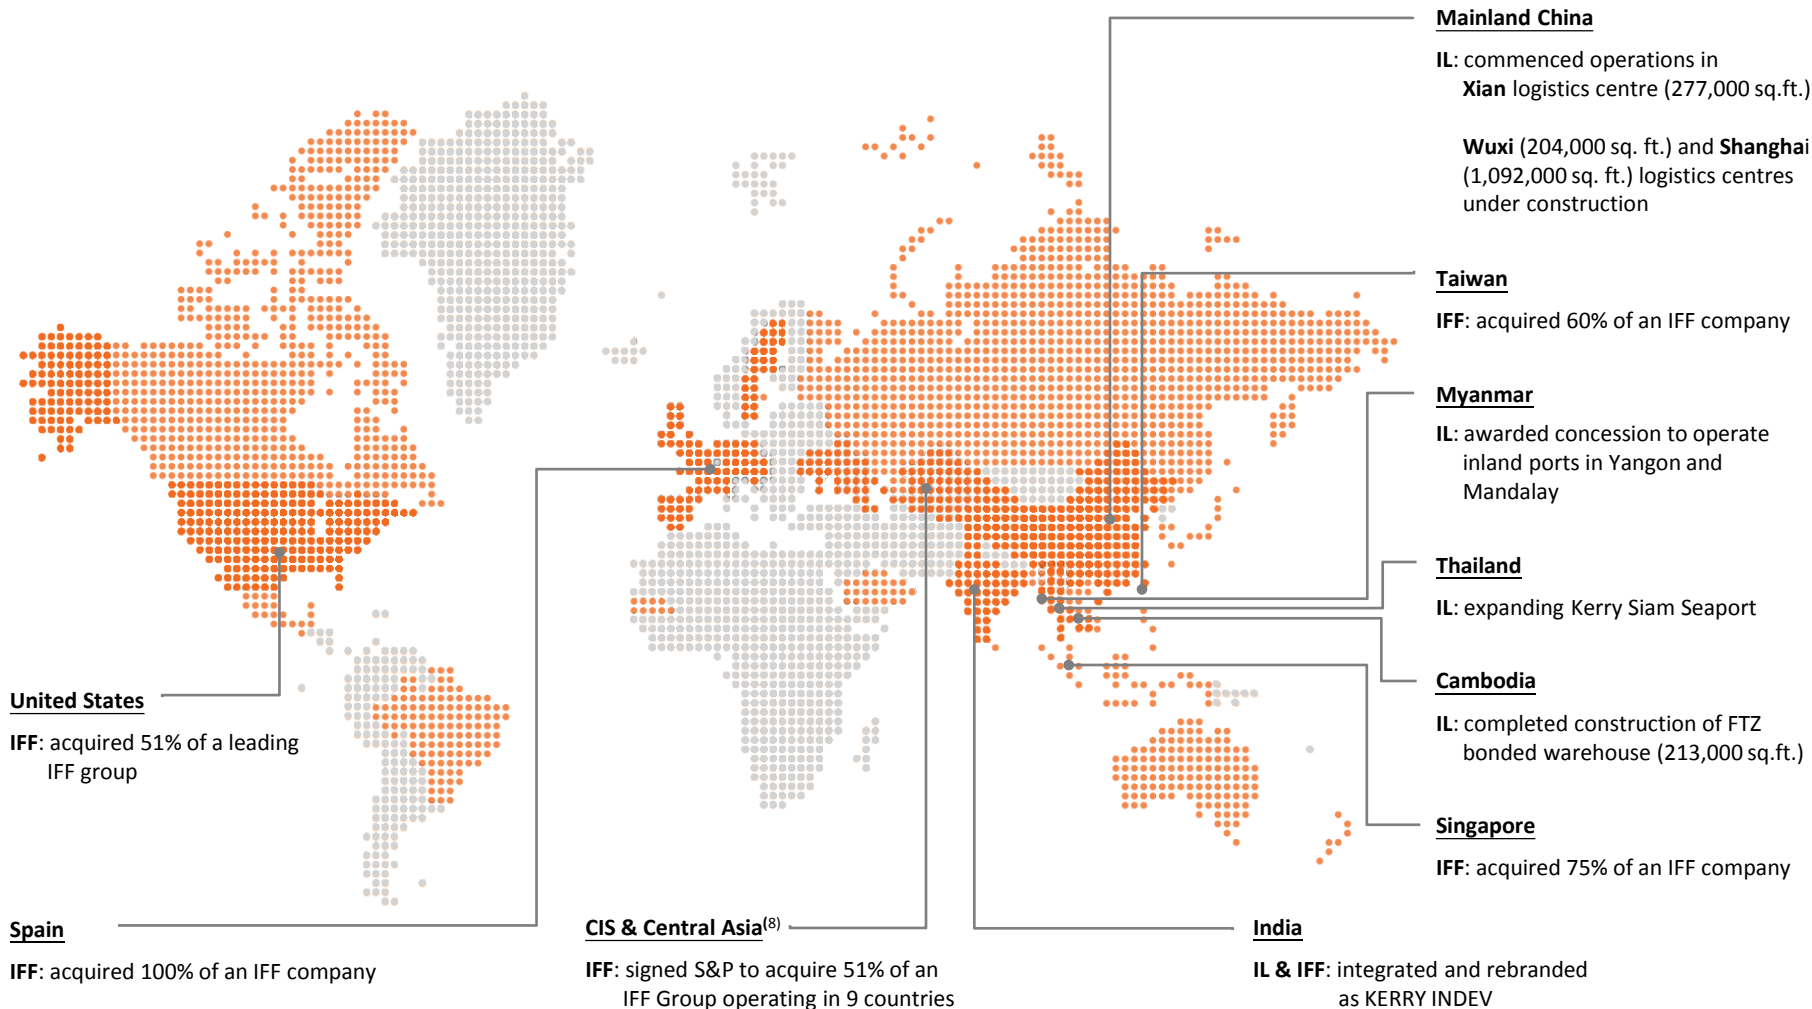 Mainland China
IL: commenced operations in
Xian logistics centre (277,000 sq.ft.)
Wuxi (204,000 sq. ft.) and Shanghai
(1,092,000 sq. ft.) logistics centres
under construction
Taiwan
IFF: acquired 60% of an IFF company
Myanmar
IL: awarded concession to operate
inland ports in Yangon and
Mandalay
Thailand
IL: expanding Kerry Siam Seaport
Cambodia
IL: completed construction of FTZ
bonded warehouse (213,000 sq.ft.)
Singapore
IFF: acquired 75% of an IFF company
United States
IFF: acquired 51% of a leading
IFF group
Spain
IFF: acquired 100% of an IFF company
CIS & Central Asia(8)
IFF: signed S&P to acquire 51% of an
IFF Group operating in 9 countries
India
IL & IFF: integrated and rebranded
as KERRY INDEV